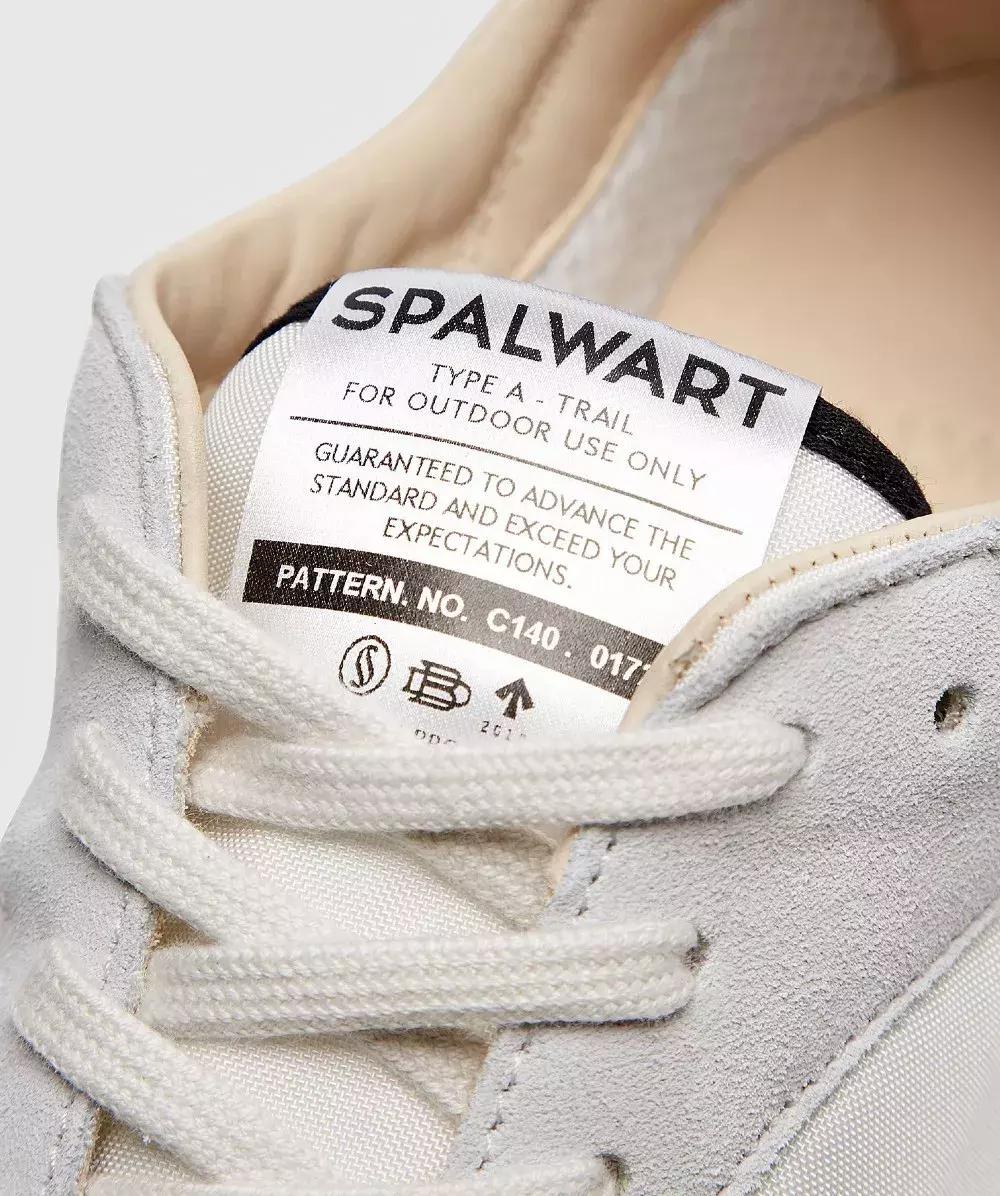 SPALWART
TYPE A - TRAIL
FOR OUTDOOR USE ONLY
GUARANTEED TO ADVANCE THE
STANDARD AND EXCEED YOUR
EXPECTATIONS.
PATTERN. NO. C140 .